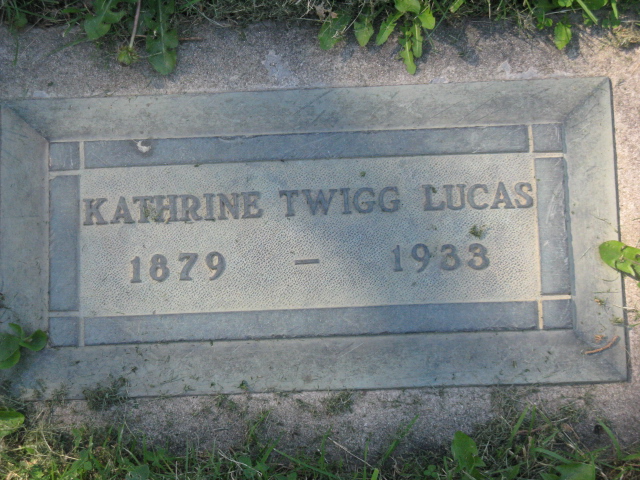 KATHRINE TWIGG LUCAS
1879 – 1933